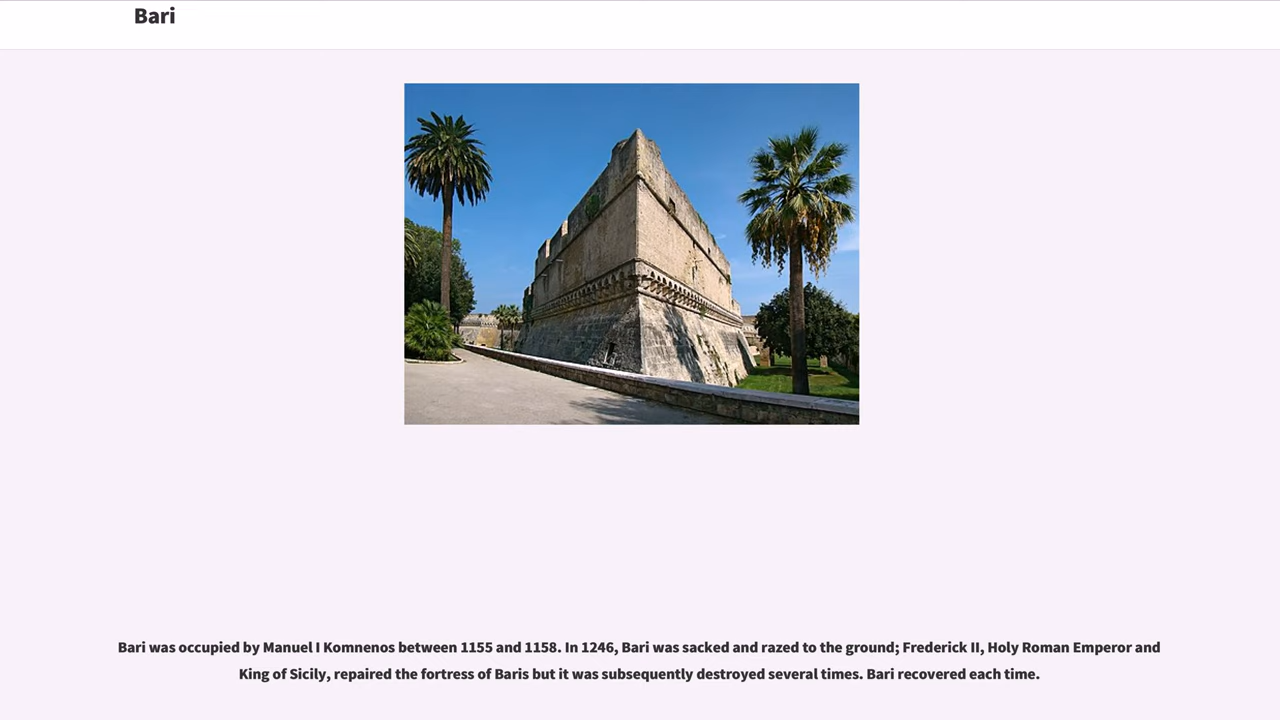 Bari
Bari was occupied by Manuel I Komnenos between 1155 and 1158. In 1246, Bari was sacked and razed to the ground; Frederick II, Holy Roman Emperor and
King of Sicily, repaired the fortress of Baris but it was subsequently destroyed several times. Bari recovered each time.